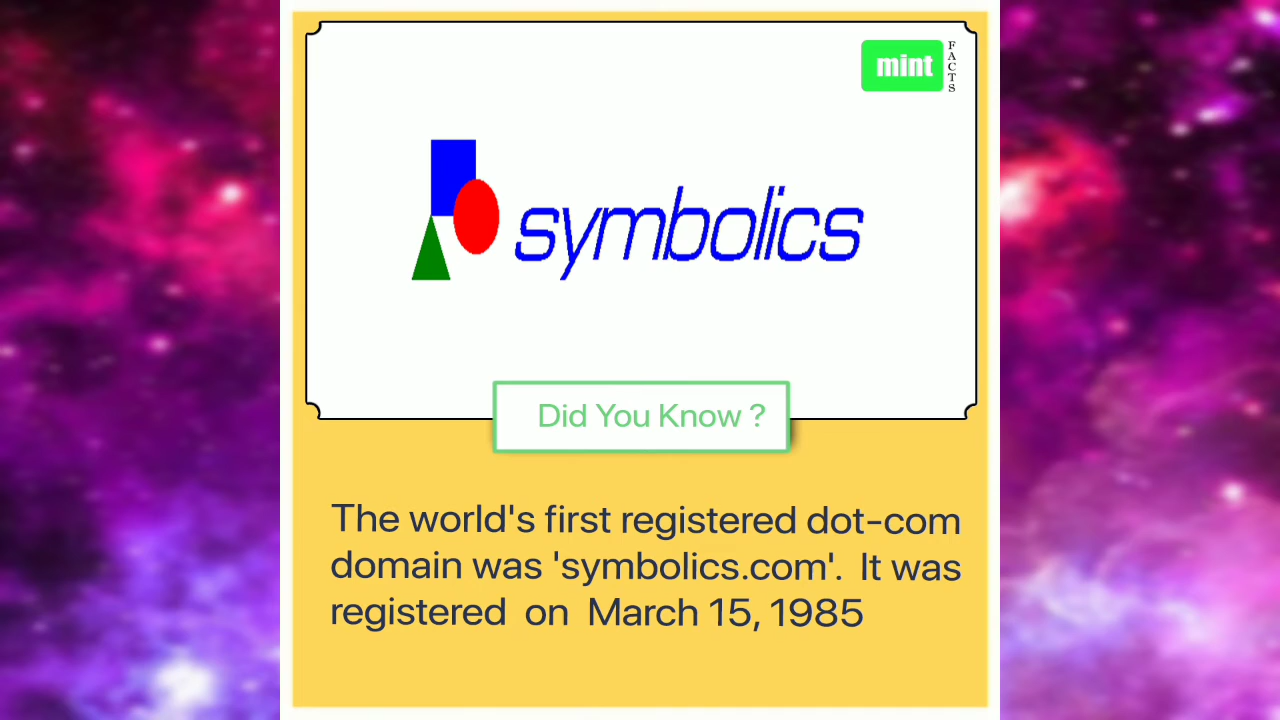 mint
FACTS
symbolics
Did You Know ?
The world's first registered dot-com
domain was 'symbolics.com'. It was
registered on March 15, 1985